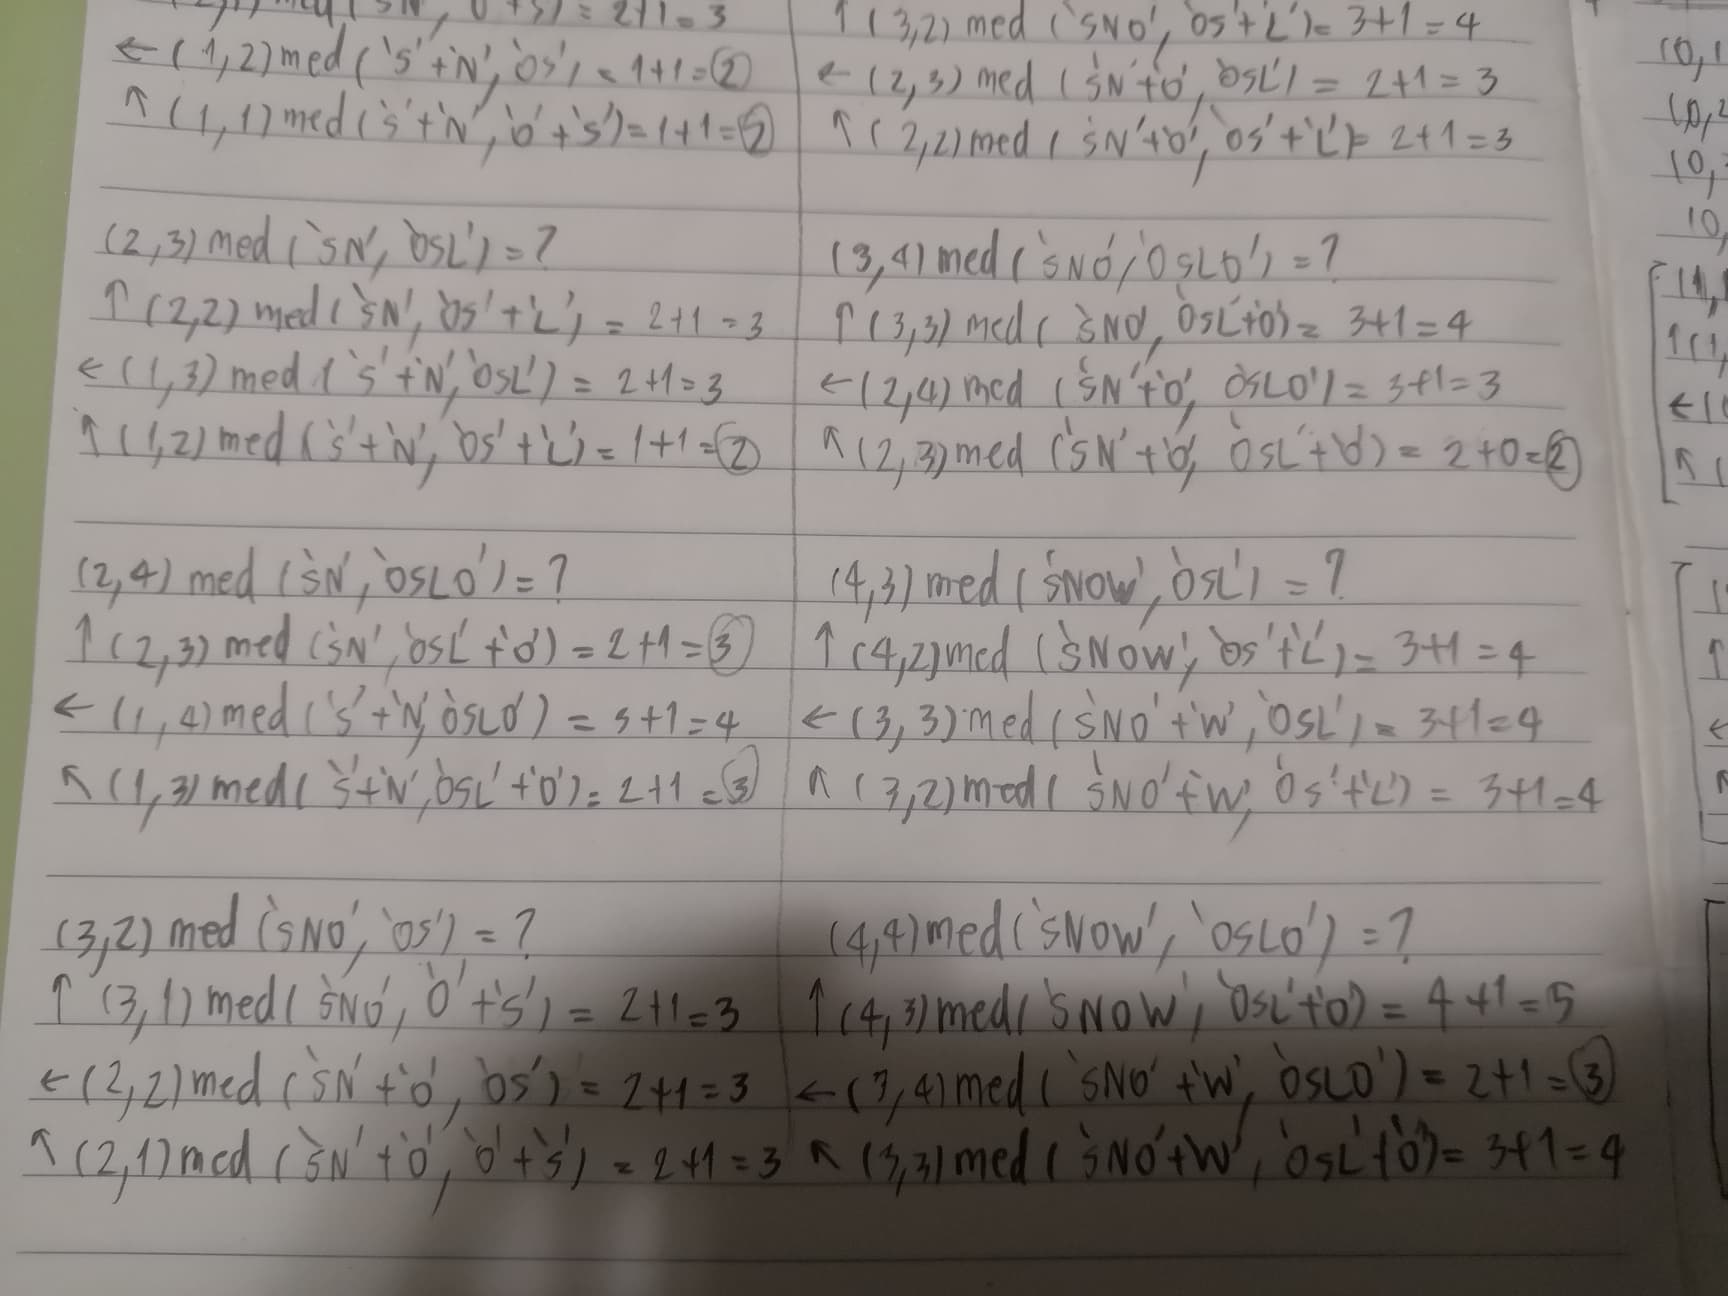 med( = 2+1=3
← (1,2) med ('S'+'N', 'OS') = 1+1=2
↖ (1,1) med ('S'+'N', 'O'+'S') = 1+1=2
(2,3) med ('SN', 'OSL') = ?
↑ (2,2) med ('SN', 'OS'+'L') = 2+1=3
← (1,3) med ('S'+'N', 'OSL') = 2+1=3
↖ (1,2) med ('S'+'N', 'OS'+'L') = 1+1=2
(2,4) med ('SN', 'OSLO') = ?
↑ (2,3) med ('SN', 'OSL'+'O') = 2+1=3
← (1,4) med ('S'+'N', 'OSLO') = 3+1=4
↖ (1,3) med ('S'+'N', 'OSL'+'O') = 2+1=3
(3,2) med ('SNO', 'OS') = ?
↑ (3,1) med ('SNO', 'O'+'S') = 2+1=3
← (2,2) med ('SN'+'O', 'OS') = 2+1=3
↖ (2,1) med ('SN'+'O', 'O'+'S') = 2+1=3
↑ (3,2) med ('SNO', 'OS'+'L') = 3+1=4
← (2,3) med ('SN'+'O', 'OSL') = 2+1=3
↖ (2,2) med ('SN'+'O', 'OS'+'L') = 2+1=3
(3,4) med ('SNO', 'OSLO') = ?
↑ (3,3) med ('SNO', 'OSL'+'O') = 3+1=4
← (2,4) med ('SN'+'O', 'OSLO') = 3+1=3
↖ (2,3) med ('SN'+'O', 'OSL'+'O') = 2+0=2
(4,3) med ('SNOW', 'OSL') = ?
↑ (4,2) med ('SNOW', 'OS'+'L') = 3+1=4
← (3,3) med ('SNO'+'W', 'OSL') = 3+1=4
↖ (3,2) med ('SNO'+'W', 'OS'+'L') = 3+1=4
(4,4) med ('SNOW', 'OSLO') = ?
↑ (4,3) med ('SNOW', 'OSL'+'O') = 4+1=5
← (3,4) med ('SNO'+'W', 'OSLO') = 2+1=3
↖ (3,3) med ('SNO'+'W', 'OSL'+'O') = 3+1=4